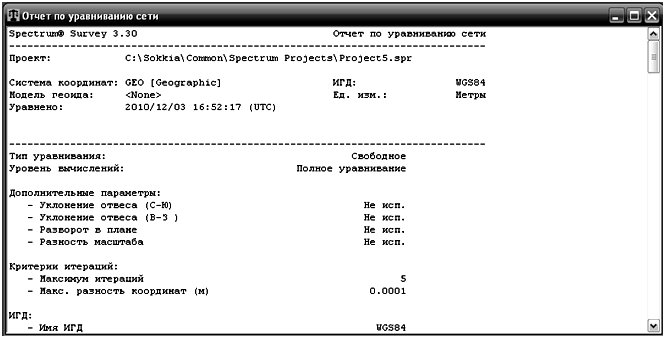 Отчет по уравниванию сети
Spectrum® Survey 3.30 Отчет по уравниванию сети
Проект: C:\Sokkia\Common\Spectrum Projects\Project5.spr
Система координат: GEO [Geographic] ИГД: WGS84
Модель геоида: <None> Ед. изм.: Метры
Уравнено: 2010/12/03 16:52:17 (UTC)
Тип уравнивания: Свободное
Уровень вычислений: Полное уравнивание
Дополнительные параметры:
- Уклонение отвеса (С-Ю) Не исп.
- Уклонение отвеса (В-З ) Не исп.
- Разворот в плане Не исп.
- Разность масштаба Не исп.
Критерии итераций:
- Максимум итераций 5
- Макс. разность координат (м) 0.0001
ИГД:
- Имя ИГД WGS84